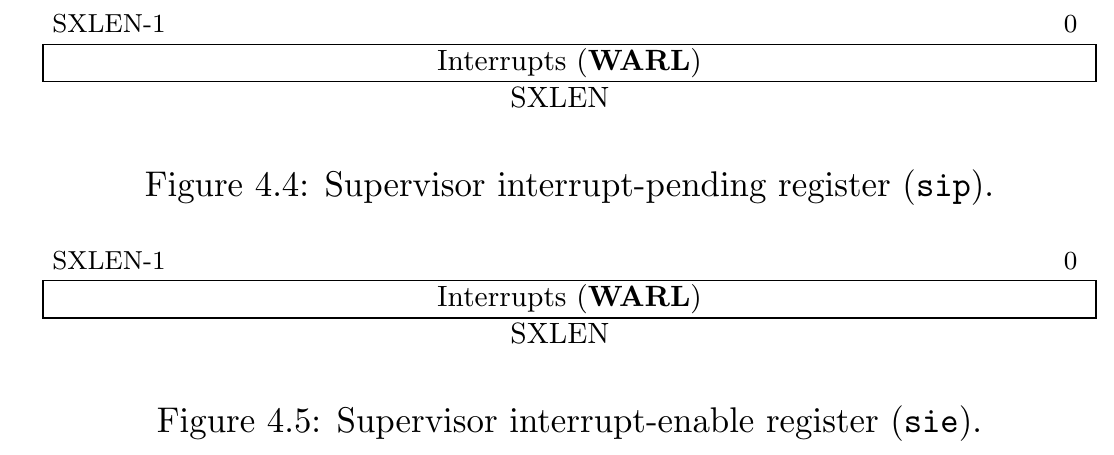 SXLEN-1 0
Interrupts (WARL)
SXLEN
Figure 4.4: Supervisor interrupt-pending register (sip).
SXLEN-1 0
Interrupts (WARL)
SXLEN
Figure 4.5: Supervisor interrupt-enable register (sie).